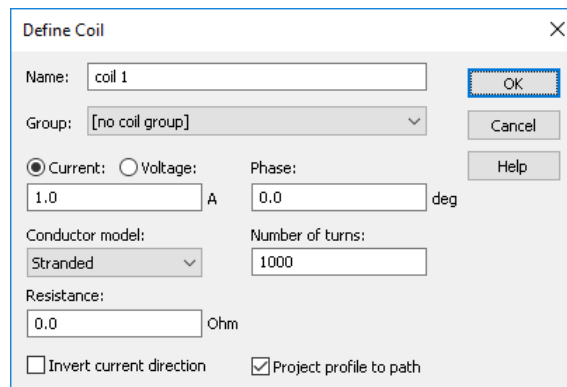 Define Coil
Name: coil 1
OK
Group: [no coil group]
Cancel
Current: Voltage: Phase:
Help
1.0 A 0.0 deg
Conductor model: Number of turns:
Stranded 1000
Resistance:
0.0 Ohm
Invert current direction Project profile to path